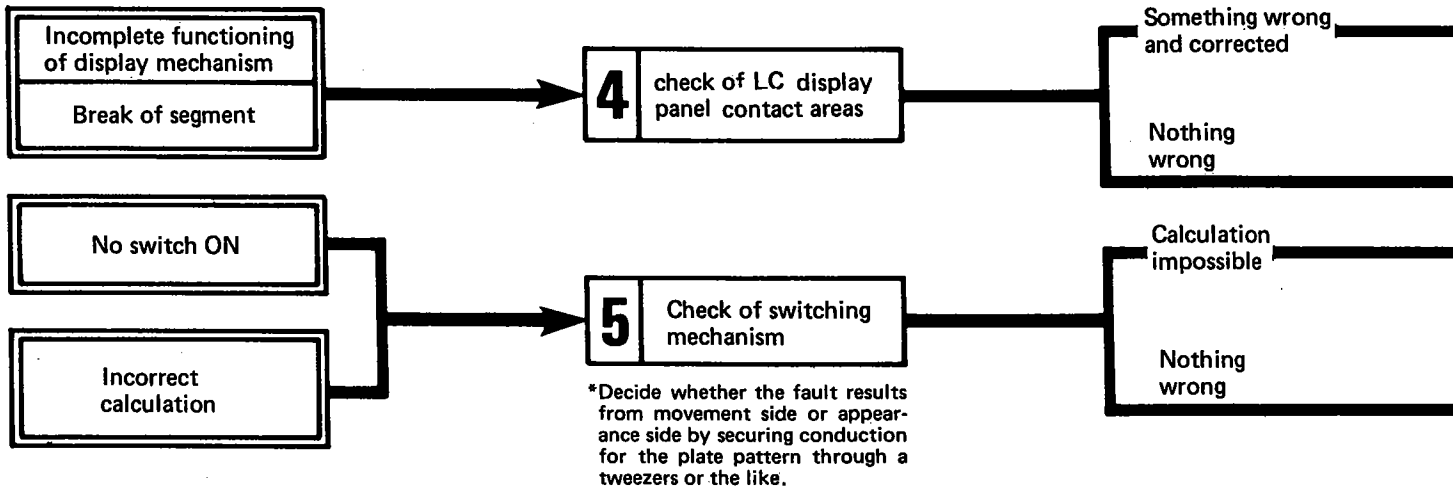 Incomplete functioning
of display mechanism
Break of segment
4
check of LC display
panel contact areas
Something wrong
and corrected
Nothing
wrong
No switch ON
Incorrect
calculation
5
Check of switching
mechanism
*Decide whether the fault results
from movement side or appear-
ance side by securing conduction
for the plate pattern through a
tweezers or the like.
Calculation
impossible
Nothing
wrong